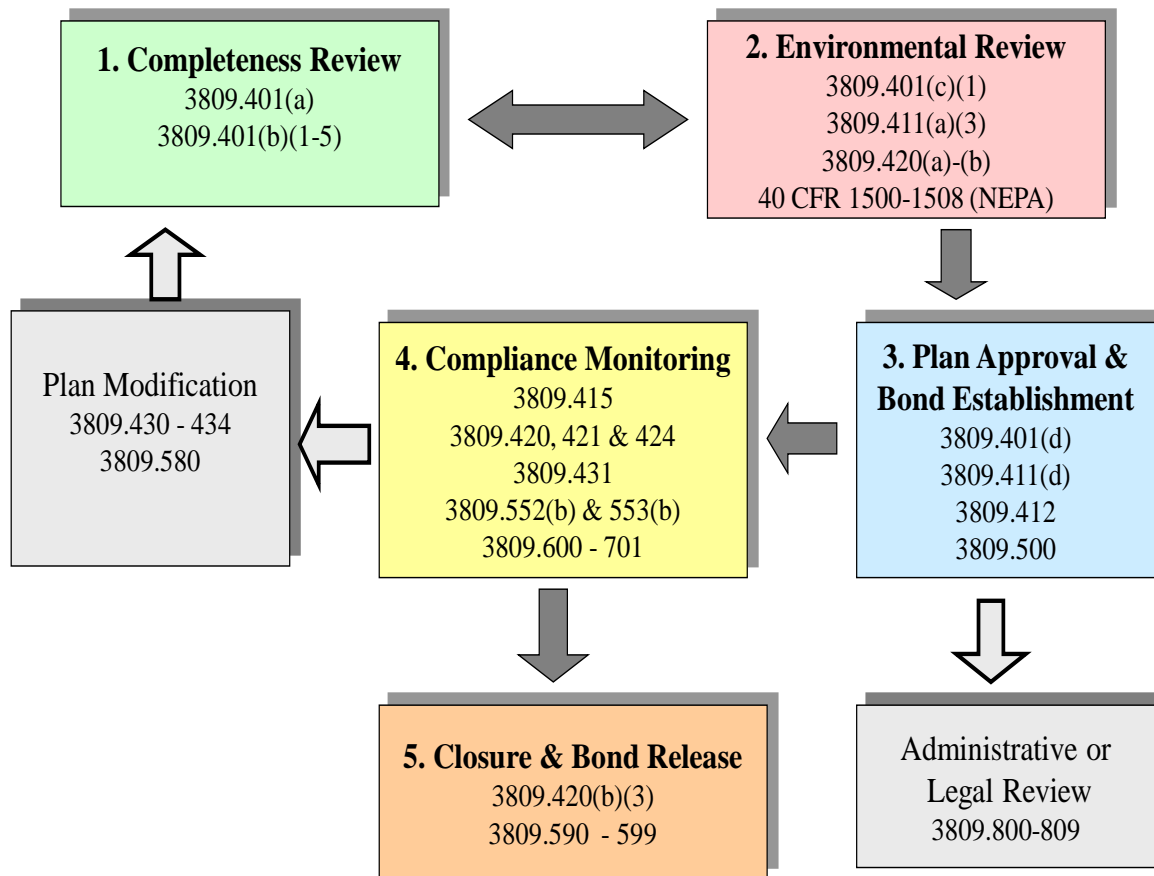 1. Completeness Review
3809.401(a)
3809.401(b)(1-5)
2. Environmental Review
3809.401(c)(1)
3809.411(a)(3)
3809.420(a)-(b)
40 CFR 1500-1508 (NEPA)
Plan Modification
3809.430 - 434
3809.580
4. Compliance Monitoring
3809.415
3809.420, 421 & 424
3809.431
3809.552(b) & 553(b)
3809.600 - 701
3. Plan Approval &
Bond Establishment
3809.401(d)
3809.411(d)
3809.412
3809.500
5. Closure & Bond Release
3809.420(b)(3)
3809.590 - 599
Administrative or
Legal Review
3809.800-809